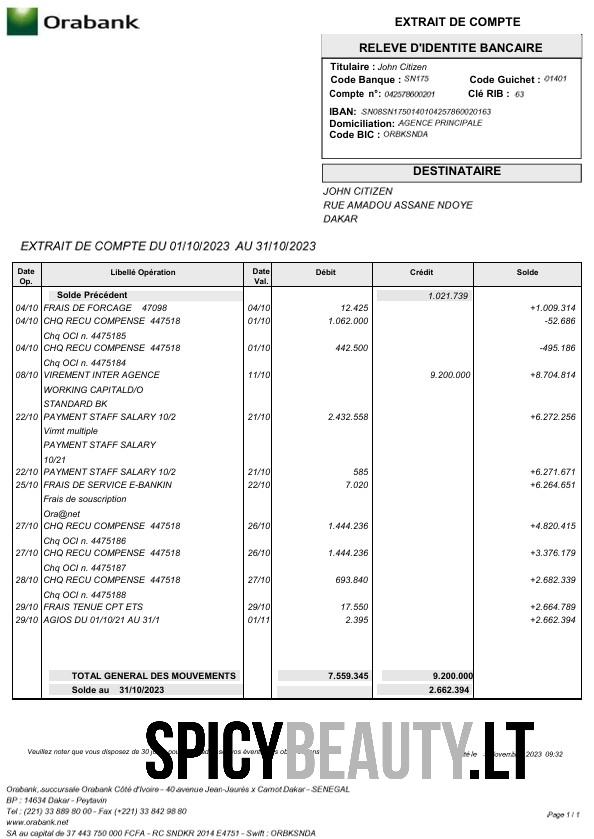 Orabank
EXTRAIT DE COMPTE
RELEVE D'IDENTITE BANCAIRE
Titulaire : John Citizen
Code Banque : SN175 Code Guichet : 01401
Compte n°: 042578600201 Clé RIB : 63
IBAN: SN08SN1750140104257860020163
Domiciliation: AGENCE PRINCIPALE
Code BIC : ORBKSNDA
DESTINATAIRE
JOHN CITIZEN
RUE AMADOU ASSANE NDOYE
DAKAR
EXTRAIT DE COMPTE DU 01/10/2023 AU 31/10/2023
Date Op. Libellé Opération Date Val. Débit Crédit Solde
Solde Précédent 1.021.739
04/10 FRAIS DE FORCAGE 47098 04/10 12.425 +1.009.314
04/10 CHQ RECU COMPENSE 447518 01/10 1.062.000 -52.686
Chq OCI n. 4475185
04/10 CHQ RECU COMPENSE 447518 01/10 442.500 -495.186
Chq OCI n. 4475184
08/10 VIREMENT INTER AGENCE 11/10 9.200.000 +8.704.814
WORKING CAPITALD/O
STANDARD BK
22/10 PAYMENT STAFF SALARY 10/2 21/10 2.432.558 +6.272.256
Virmt multiple
PAYMENT STAFF SALARY
10/21
22/10 PAYMENT STAFF SALARY 10/2 21/10 585 +6.271.671
25/10 FRAIS DE SERVICE E-BANKIN 22/10 7.020 +6.264.651
Frais de souscription
Ora@net
27/10 CHQ RECU COMPENSE 447518 26/10 1.444.236 +4.820.415
Chq OCI n. 4475186
27/10 CHQ RECU COMPENSE 447518 26/10 1.444.236 +3.376.179
Chq OCI n. 4475187
28/10 CHQ RECU COMPENSE 447518 27/10 693.840 +2.682.339
Chq OCI n. 4475188
29/10 FRAIS TENUE CPT ETS 29/10 17.550 +2.664.789
29/10 AGIOS DU 01/10/21 AU 31/1 01/11 2.395 +2.662.394
TOTAL GENERAL DES MOUVEMENTS 7.559.345 9.200.000
Solde au 31/10/2023 2.662.394
SPICYBEAUTY.LT
Veuillez noter que vous disposez de 30 2023 09:32
Orabank,succursale Orabank Côté d'Ivoire - 40 avenue Jean-Jaurès x Carnot Dakar - SENEGAL
BP : 14634 Dakar - Peytavin
Tel : (221) 33 889 80 00 - Fax (+221) 33 842 98 80
www.orabank.net
SA au capital de 37 443 750 000 FCFA - RC SNDKR 2014 E4751 - Swift : ORBKSNDA
Page 1 / 1